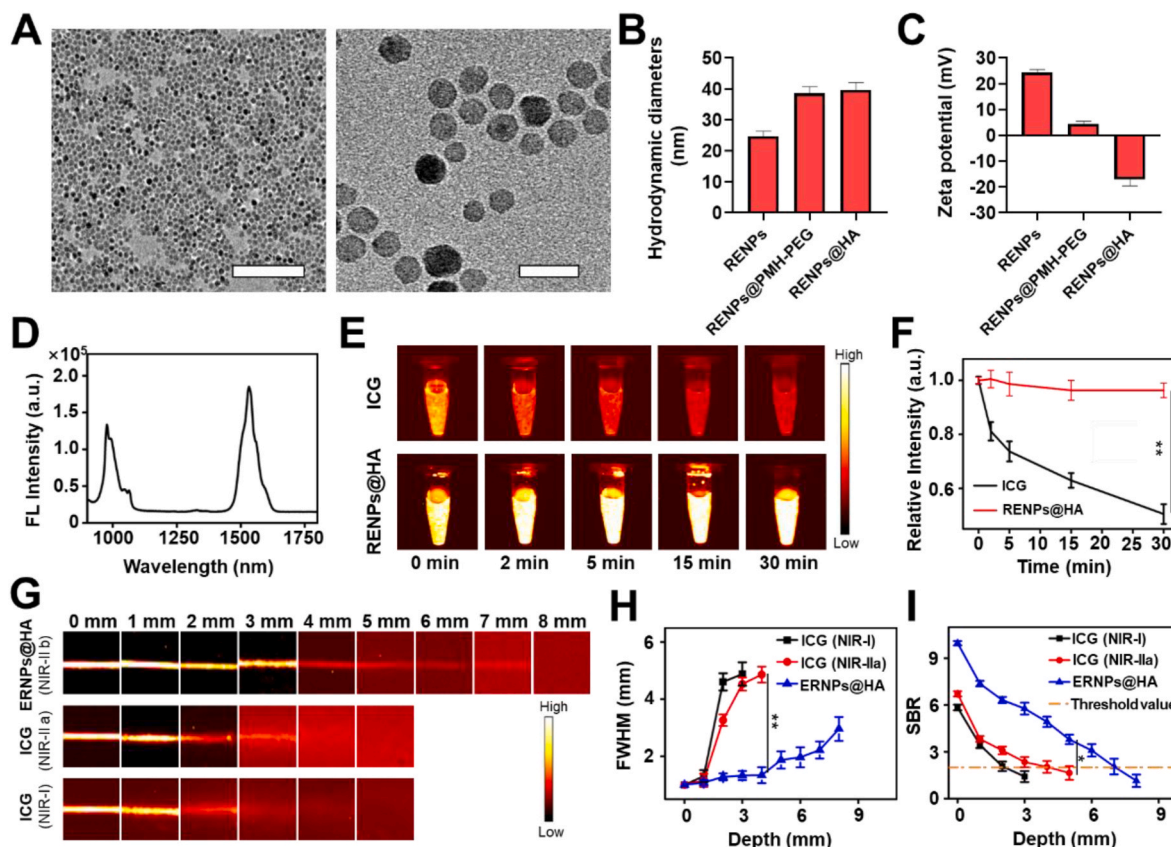 A
B
Hydrodynamic diameters
(nm)
50
40
30
20
10
0
RENPs
RENPs@PMH-PEG
RENPs@HA
C
Zeta potential (mV)
30
20
10
0
-10
-20
-30
RENPs
RENPs@PMH-PEG
RENPs@HA
D
×10⁵
FL Intensity (a.u.)
2.0
1.5
1.0
0.5
0
1000 1250 1500 1750
Wavelength (nm)
E
ICG
RENPs@HA
0 min 2 min 5 min 15 min 30 min
High
Low
F
Relative Intensity (a.u.)
1.0
0.8
0.6
**
ICG
RENPs@HA
0 5 10 15 20 25 30
Time (min)
G
0 mm 1 mm 2 mm 3 mm 4 mm 5 mm 6 mm 7 mm 8 mm
ERNPs@HA
(NIR-II b)
ICG
(NIR-II a)
ICG
(NIR-I)
High
Low
H
FWHM (mm)
6
4
2
ICG (NIR-I)
ICG (NIR-IIa)
ERNPs@HA
**
0 3 6 9
Depth (mm)
I
SBR
9
6
3
0
ICG (NIR-I)
ICG (NIR-IIa)
ERNPs@HA
Threshold value
*
0 3 6 9
Depth (mm)